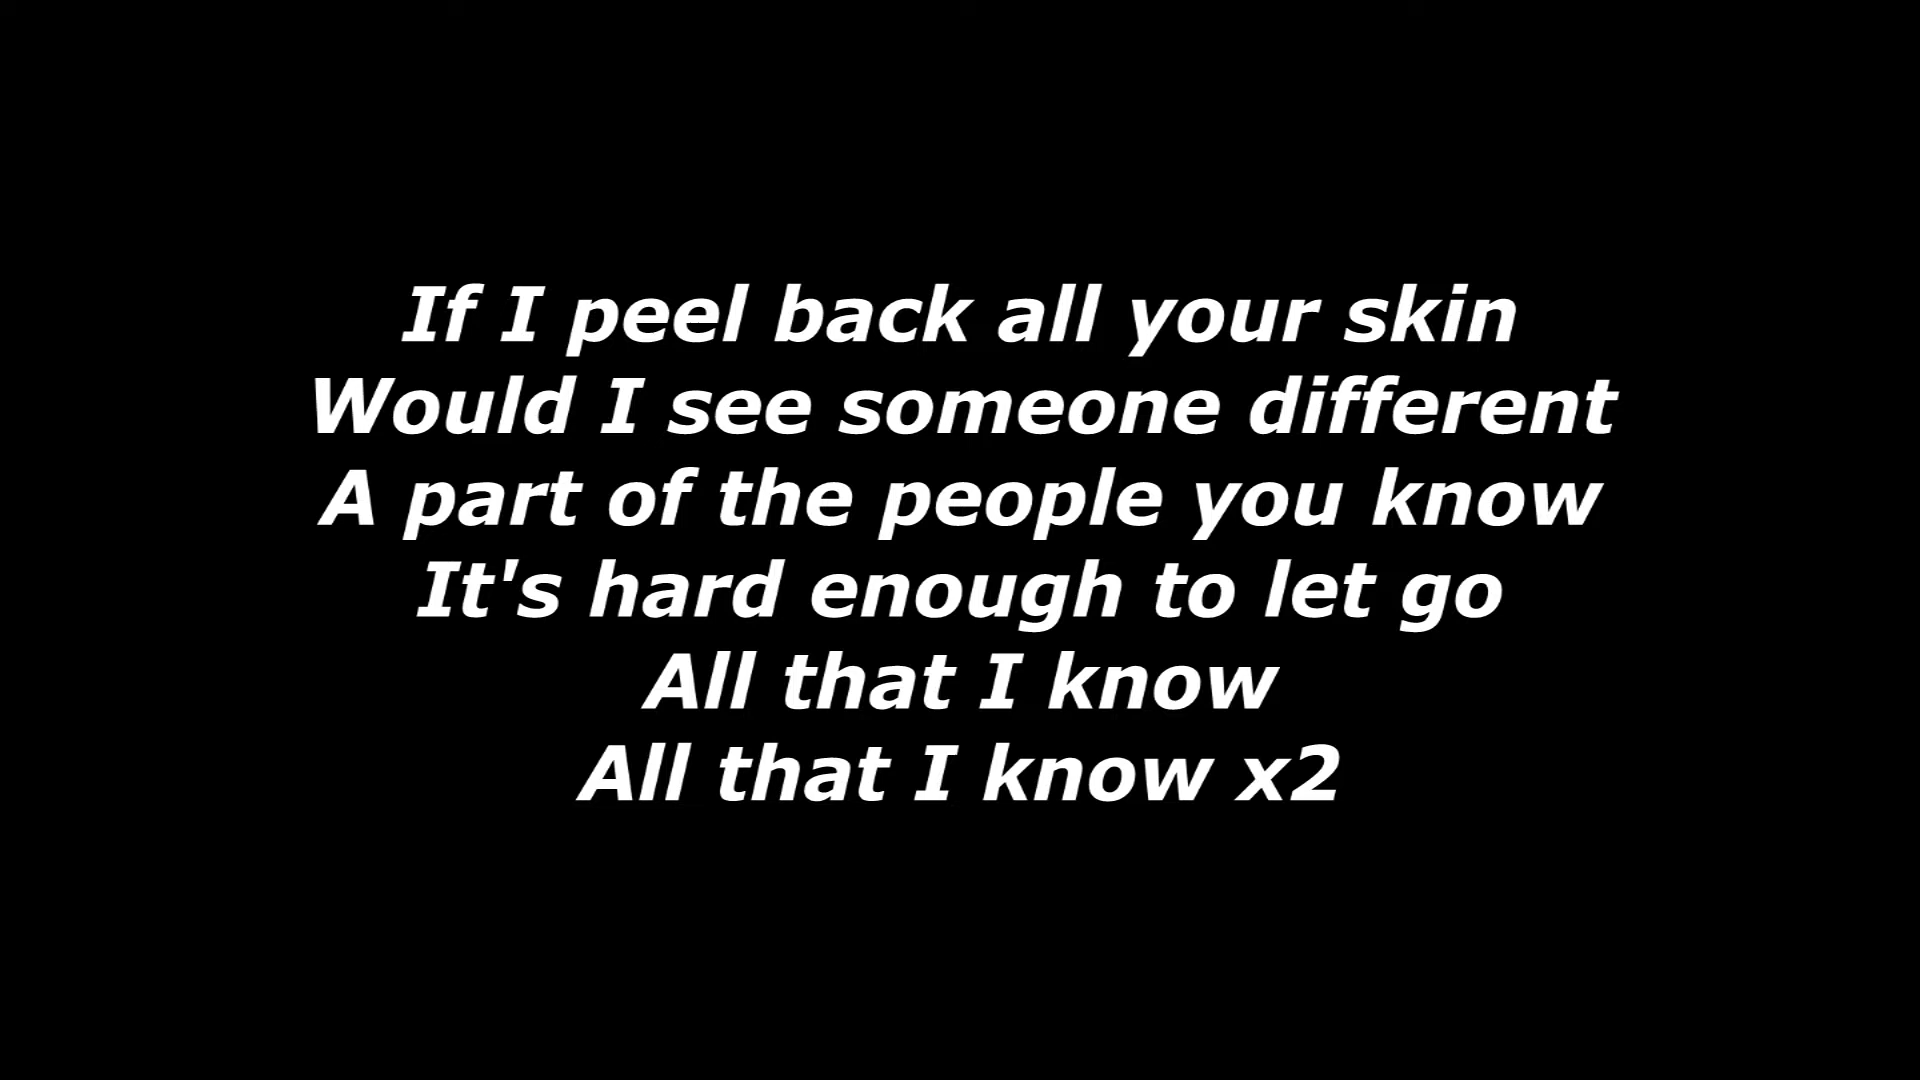 If I peel back all your skin
Would I see someone different
A part of the people you know
It's hard enough to let go
All that I know
All that I know x2